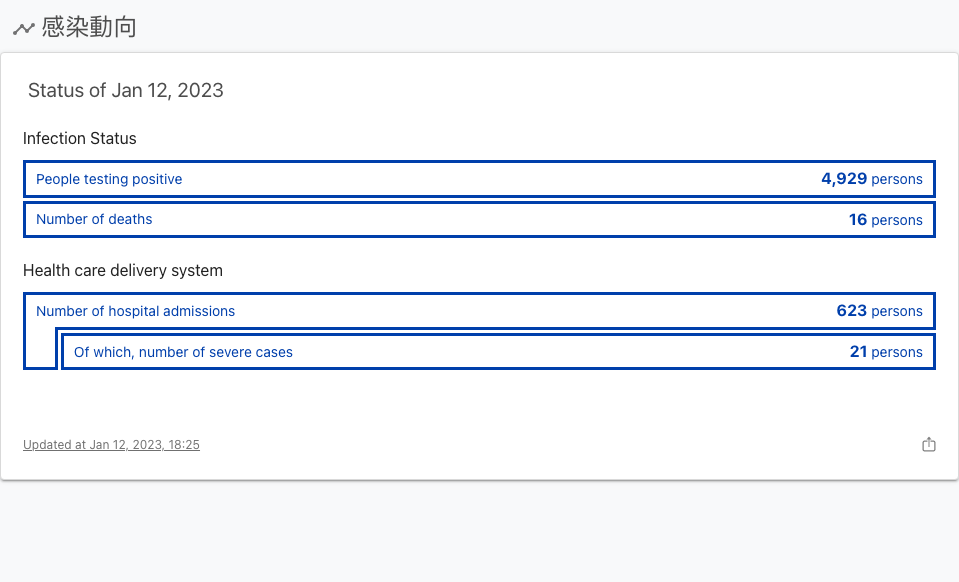 感染動向
Status of Jan 12, 2023
Infection Status
People testing positive 4,929 persons
Number of deaths 16 persons
Health care delivery system
Number of hospital admissions 623 persons
Of which, number of severe cases 21 persons
Updated at Jan 12, 2023, 18:25